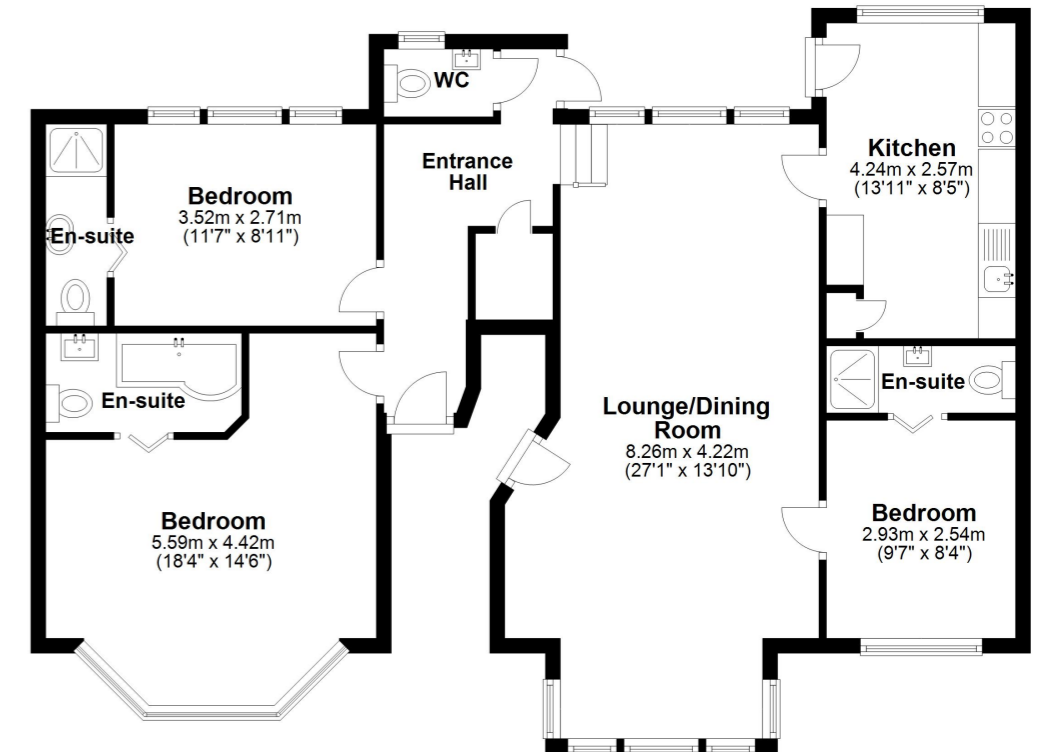 WC
Entrance
Hall
Kitchen
4.24m x 2.57m
(13'11" x 8'5")
Bedroom
3.52m x 2.71m
(11'7" x 8'11")
En-suite
En-suite
En-suite
Lounge/Dining
Room
8.26m x 4.22m
(27'1" x 13'10")
Bedroom
5.59m x 4.42m
(18'4" x 14'6")
Bedroom
2.93m x 2.54m
(9'7" x 8'4")